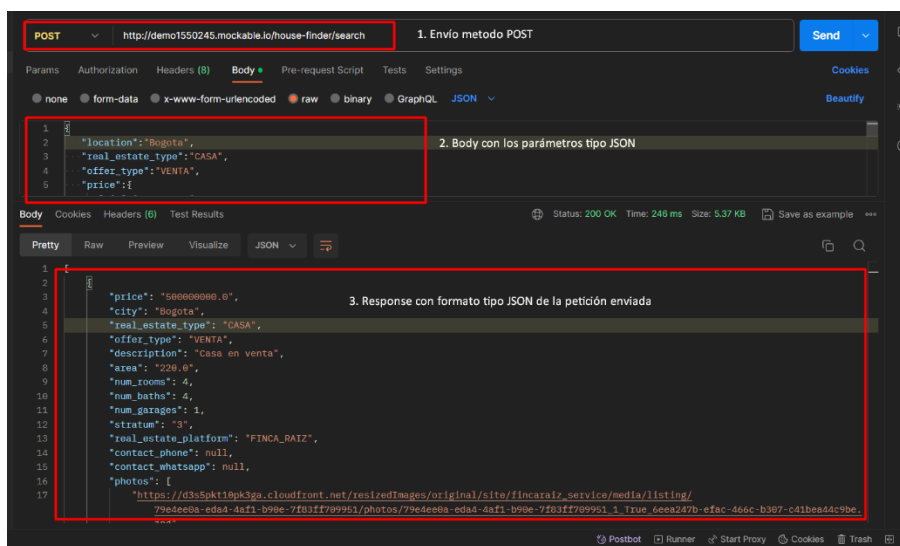 POST http://demo1550245.mockable.io/house-finder/search 1. Envío metodo POST Send
Params Authorization Headers (8) Body Pre-request Script Tests Settings Cookies
none form-data x-www-form-urlencoded raw binary GraphQL JSON Beautify
1 {
2 "location":"Bogota", 2. Body con los parámetros tipo JSON
3 "real_estate_type":"CASA",
4 "offer_type":"VENTA",
5 "price":{
Body Cookies Headers (6) Test Results Status: 200 OK Time: 246 ms Size: 5.37 KB Save as example
Pretty Raw Preview Visualize JSON
1 [
2 {
3 "price": "500000000.0", 3. Response con formato tipo JSON de la petición enviada
4 "city": "Bogota",
5 "real_estate_type": "CASA",
6 "offer_type": "VENTA",
7 "description": "Casa en venta",
8 "area": "220.0",
9 "num_rooms": 4,
10 "num_baths": 4,
11 "num_garages": 1,
12 "stratum": "3",
13 "real_estate_platform": "FINCA_RAIZ",
14 "contact_phone": null,
15 "contact_whatsapp": null,
16 "photos": [
17 "https://d3s5pkt10pk3ga.cloudfront.net/resizedImages/original/site/fincaraiz_service/media/listing/
79e4ee0a-eda4-4af1-b90e-7f83ff709951/photos/79e4ee0a-eda4-4af1-b90e-7f83ff709951_1_True_6eea247b-efac-466c-b307-c41bea44c9be.
Postbot Runner Start Proxy Cookies Trash